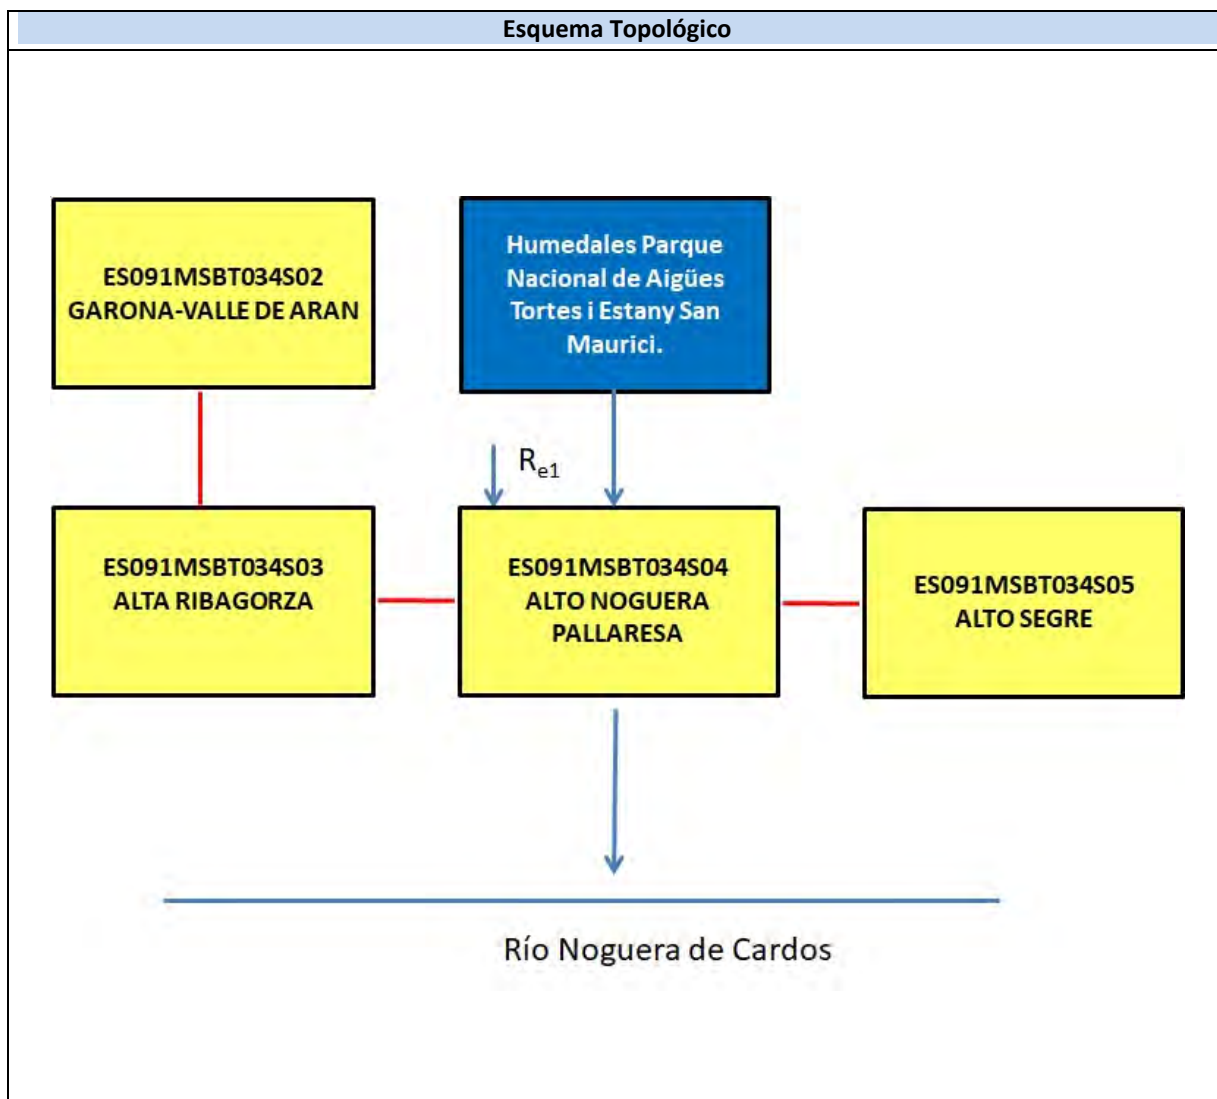 Esquema Topológico
ES091MSBT034S02
GARONA-VALLE DE ARAN
Humedales Parque
Nacional de Aigües
Tortes i Estany San
Maurici.
Re1
ES091MSBT034S03
ALTA RIBAGORZA
ES091MSBT034S04
ALTO NOGUERA
PALLARESA
ES091MSBT034S05
ALTO SEGRE
Río Noguera de Cardos